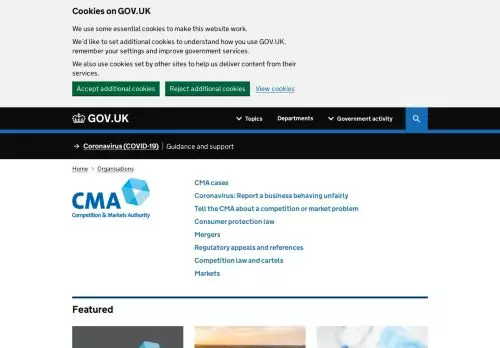 Cookies on GOV.UK
We use some essential cookies to make this website work.
We'd like to set additional cookies to understand how you use GOV.UK,
remember your settings and improve government services.
We also use cookies set by other sites to help us deliver content from their
services.
Accept additional cookies Reject additional cookies View cookies
GOV.UK Topics Departments Government activity
→ Coronavirus (COVID-19) Guidance and support
Home > Organisations
CMA
Competition & Markets Authority
CMA cases
Coronavirus: Report a business behaving unfairly
Tell the CMA about a competition or market problem
Consumer protection law
Mergers
Regulatory appeals and references
Competition law and cartels
Markets
Featured